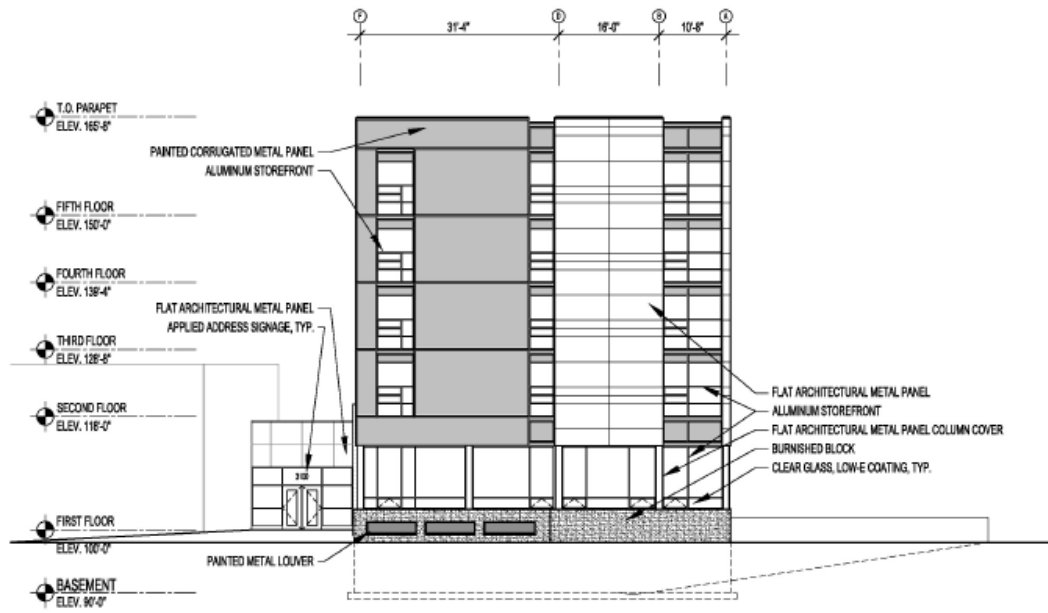 F D B A
31'-4" 16'-0" 10'-8"
T.O. PARAPET
ELEV. 165'-8"
PAINTED CORRUGATED METAL PANEL
ALUMINUM STOREFRONT
FIFTH FLOOR
ELEV. 150'-0"
FOURTH FLOOR
ELEV. 139'-4"
FLAT ARCHITECTURAL METAL PANEL
APPLIED ADDRESS SIGNAGE, TYP.
THIRD FLOOR
ELEV. 128'-8"
FLAT ARCHITECTURAL METAL PANEL
ALUMINUM STOREFRONT
SECOND FLOOR
ELEV. 118'-0"
FLAT ARCHITECTURAL METAL PANEL COLUMN COVER
BURNISHED BLOCK
CLEAR GLASS, LOW-E COATING, TYP.
3100
FIRST FLOOR
ELEV. 100'-0"
PAINTED METAL LOUVER
BASEMENT
ELEV. 90'-0"